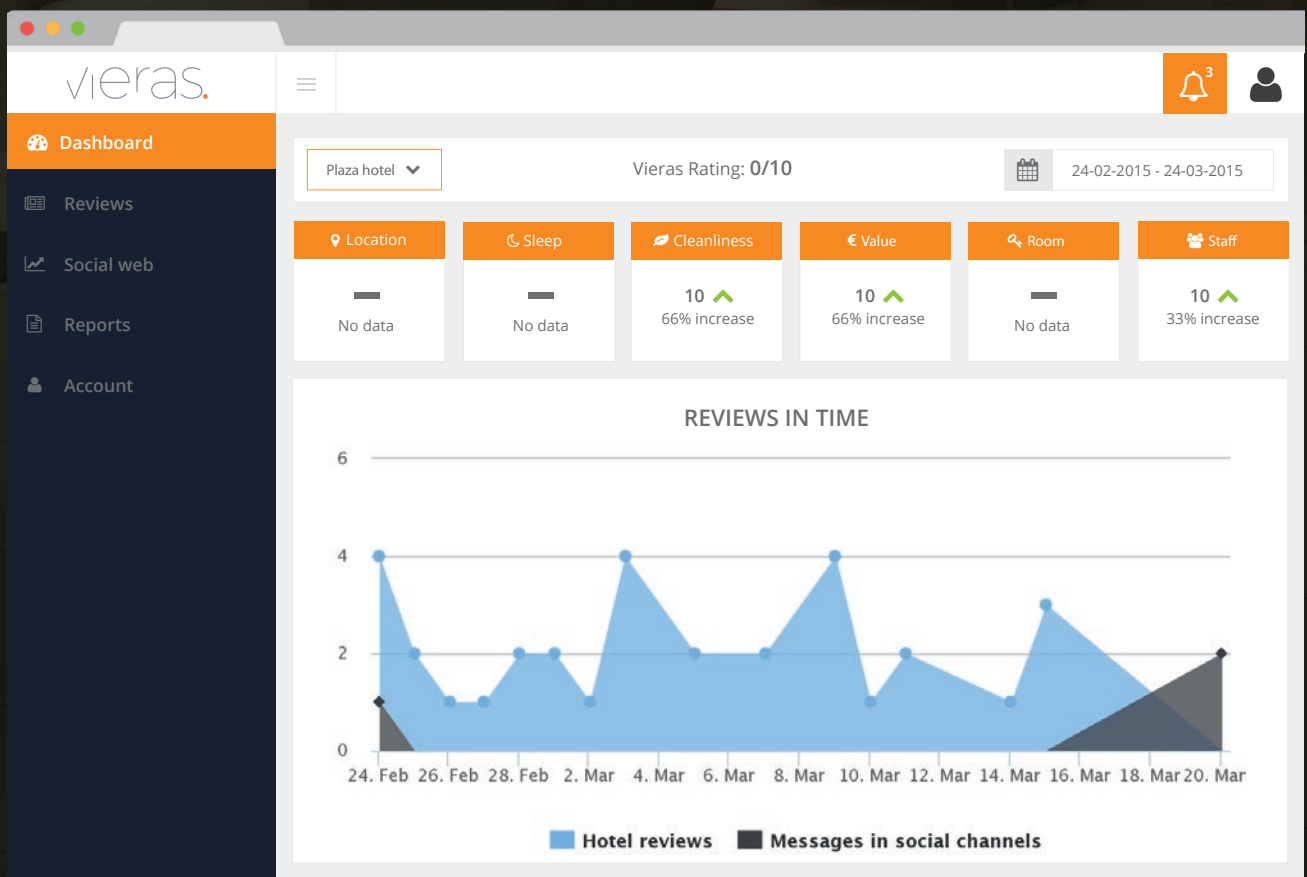 vieras.
3
Dashboard
Reviews
Social web
Reports
Account
Plaza hotel
Vieras Rating: 0/10
24-02-2015 - 24-03-2015
Location
Sleep
Cleanliness
€ Value
Room
Staff
No data
No data
10
66% increase
10
66% increase
No data
10
33% increase
REVIEWS IN TIME
6
4
2
0
24. Feb 26. Feb 28. Feb 2. Mar 4. Mar 6. Mar 8. Mar 10. Mar 12. Mar 14. Mar 16. Mar 18. Mar 20. Mar
Hotel reviews Messages in social channels